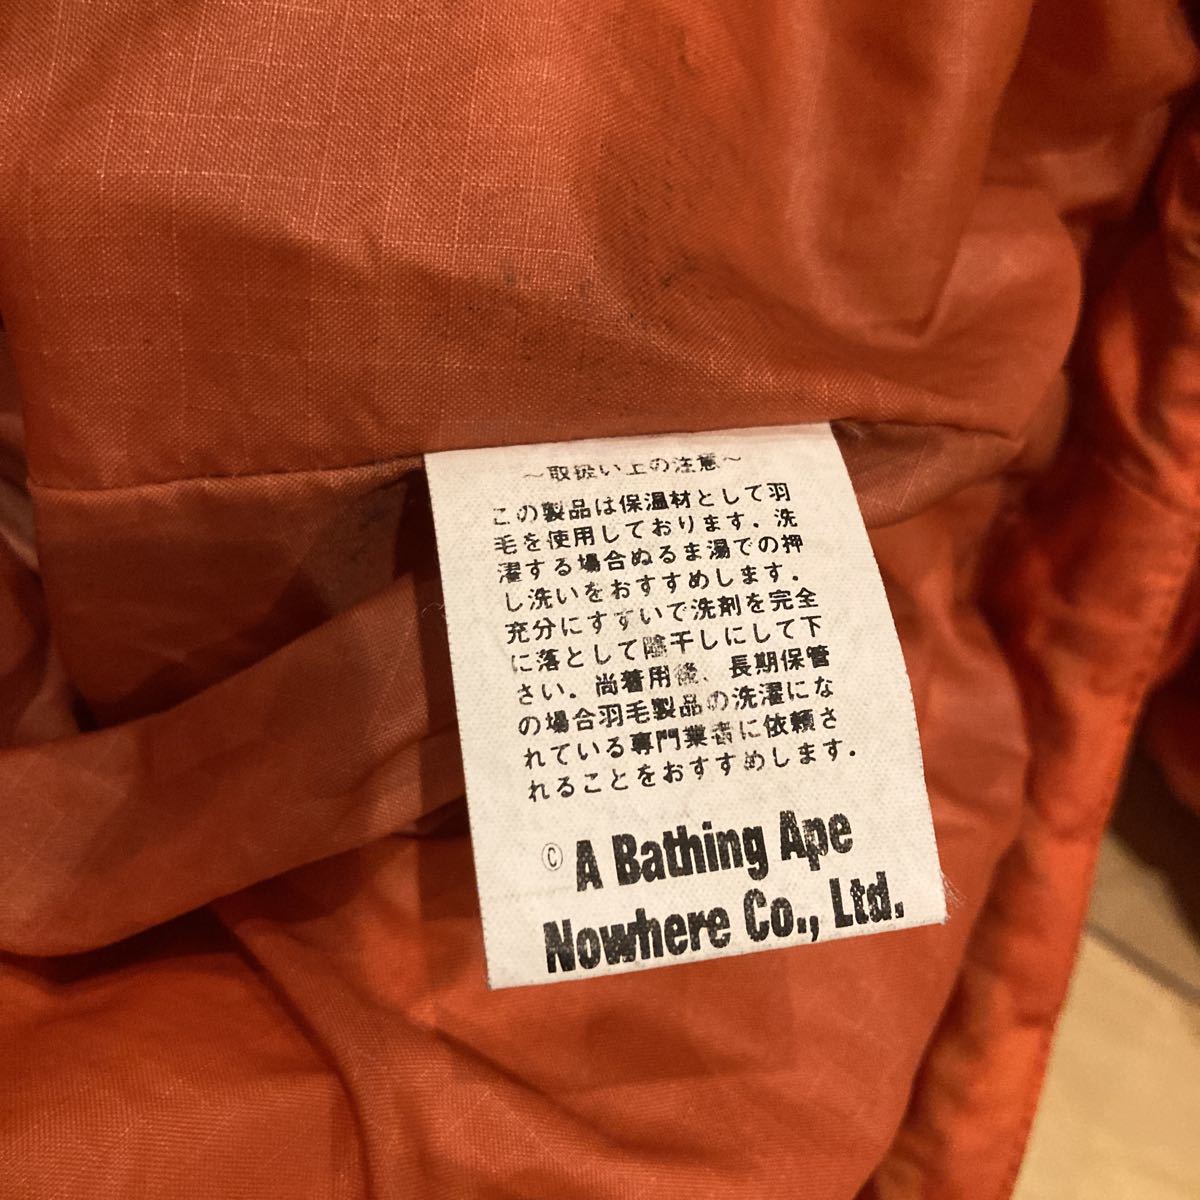 ～取扱い上の注意～
この製品は保温材として羽
毛を使用しております．洗
濯する場合ぬるま湯での押
し洗いをおすすめします．
充分にすすいで洗剤を完全
に落として陰干しにして下
さい．尚着用後、長期保管
の場合羽毛製品の洗濯にな
れている専門業者に依頼さ
れることをおすすめします．
© A Bathing Ape
Nowhere Co., Ltd.